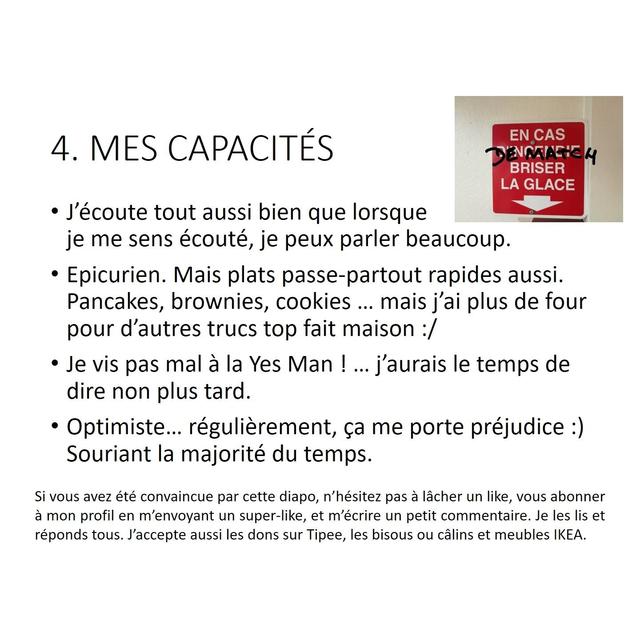 4. MES CAPACITÉS
EN CAS
DE MATCH
BRISER
LA GLACE
• J’écoute tout aussi bien que lorsque
je me sens écouté, je peux parler beaucoup.
• Epicurien. Mais plats passe-partout rapides aussi.
Pancakes, brownies, cookies … mais j’ai plus de four
pour d’autres trucs top fait maison :/
• Je vis pas mal à la Yes Man ! … j’aurais le temps de
dire non plus tard.
• Optimiste… régulièrement, ça me porte préjudice :)
Souriant la majorité du temps.
Si vous avez été convaincue par cette diapo, n’hésitez pas à lâcher un like, vous abonner
à mon profil en m’envoyant un super-like, et m’écrire un petit commentaire. Je les lis et
réponds tous. J’accepte aussi les dons sur Tipee, les bisous ou câlins et meubles IKEA.